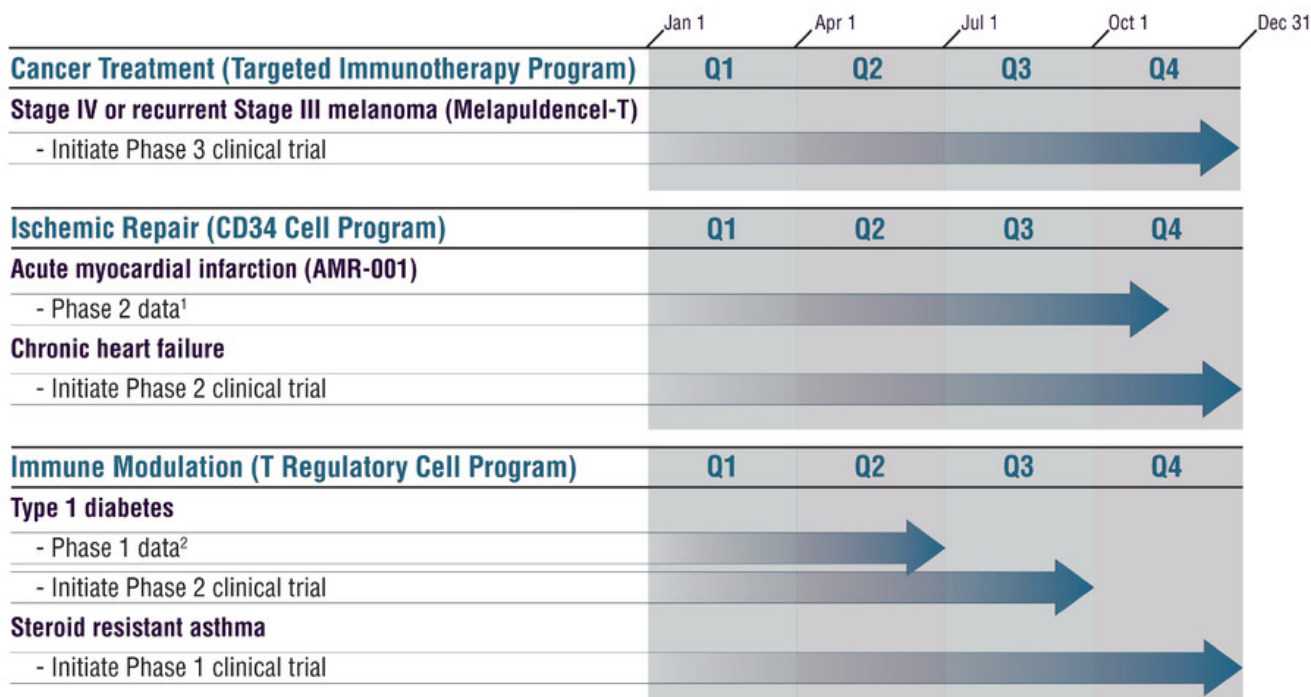 Jan 1 Apr 1 Jul 1 Oct 1 Dec 31
Cancer Treatment (Targeted Immunotherapy Program) Q1 Q2 Q3 Q4
Stage IV or recurrent Stage III melanoma (Melapuldencel-T)
- Initiate Phase 3 clinical trial
Ischemic Repair (CD34 Cell Program) Q1 Q2 Q3 Q4
Acute myocardial infarction (AMR-001)
- Phase 2 data¹
Chronic heart failure
- Initiate Phase 2 clinical trial
Immune Modulation (T Regulatory Cell Program) Q1 Q2 Q3 Q4
Type 1 diabetes
- Phase 1 data²
- Initiate Phase 2 clinical trial
Steroid resistant asthma
- Initiate Phase 1 clinical trial